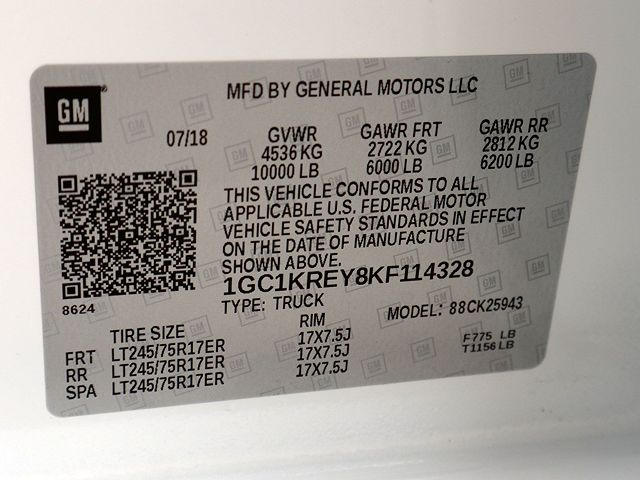 GM
MFD BY GENERAL MOTORS LLC
07/18
GVWR GAWR FRT GAWR RR
4536 KG 2722 KG 2812 KG
10000 LB 6000 LB 6200 LB
THIS VEHICLE CONFORMS TO ALL
APPLICABLE U.S. FEDERAL MOTOR
VEHICLE SAFETY STANDARDS IN EFFECT
ON THE DATE OF MANUFACTURE
SHOWN ABOVE.
1GC1KREY8KF114328
8624
TYPE: TRUCK MODEL: 88CK25943
TIRE SIZE RIM
FRT LT245/75R17ER 17X7.5J F775 LB
RR LT245/75R17ER 17X7.5J T1156 LB
SPA LT245/75R17ER 17X7.5J